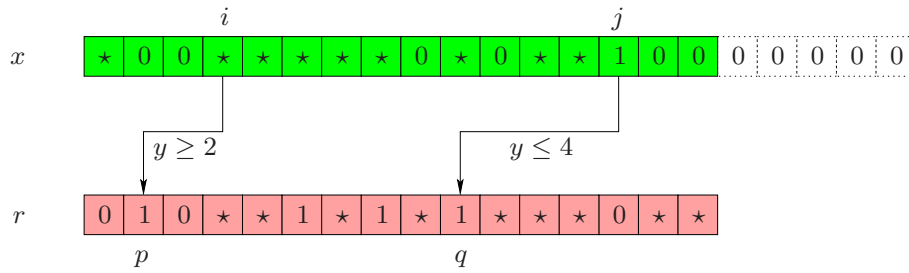 i j
x ⋆ 0 0 ⋆ ⋆ ⋆ ⋆ ⋆ 0 ⋆ 0 ⋆ ⋆ 1 0 0 0 0 0 0 0
y ≥ 2 y ≤ 4
r 0 1 0 ⋆ ⋆ 1 ⋆ 1 ⋆ 1 ⋆ ⋆ ⋆ 0 ⋆ ⋆
p q